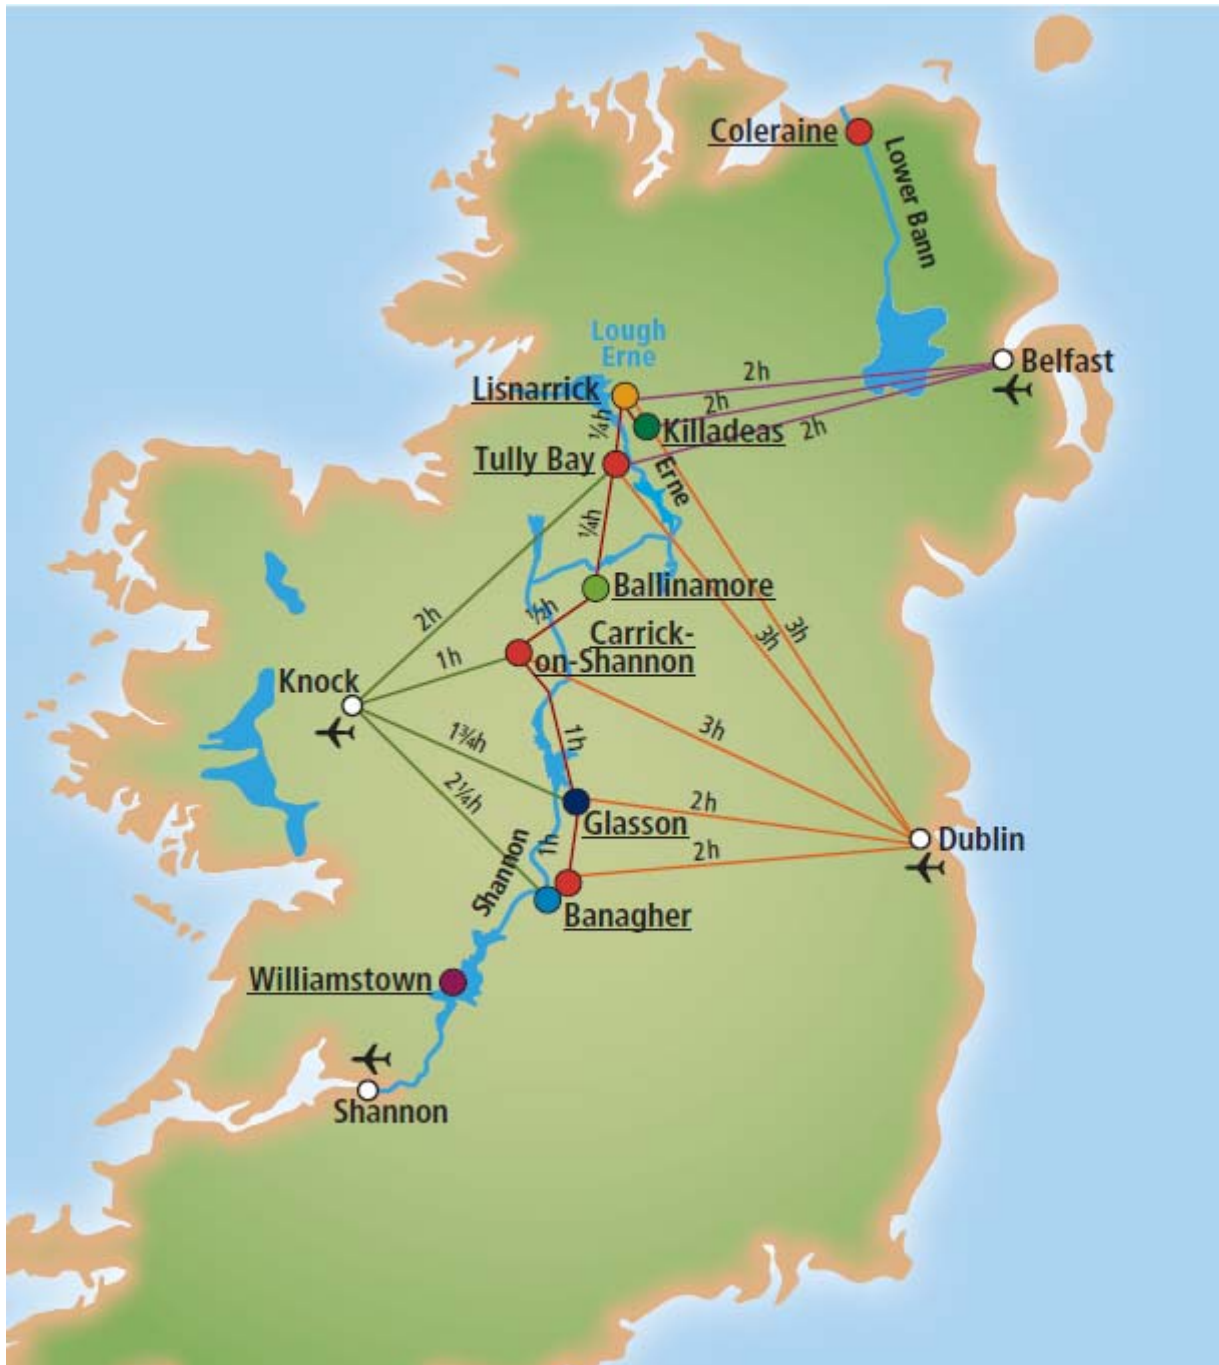 Coleraine
Lower Bann
Lough
Erne
2h
Belfast
Lisnarrick
2h
¼h
Killadeas
2h
Tully Bay
Erne
¼h
Ballinamore
½h
2h
3h
3h
Carrick-
on-Shannon
1h
Knock
3h
1h
1¾h
2¼h
2h
Glasson
Dublin
1h
2h
Shannon
Banagher
Williamstown
Shannon